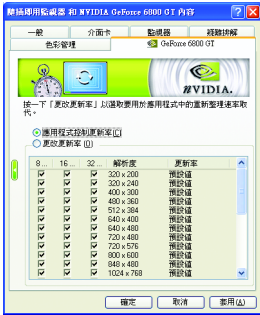 隨插即用監視器 和 NVIDIA GeForce 6800 GT 內容
一般 介面卡 監視器 疑難排解
色彩管理 GeForce 6800 GT
NVIDIA.
按一下「更改更新率」以選取要用於應用程式中的重新整理速率取
代。
應用程式控制更新率(C)
更改更新率 (O)
8 ... 16 ... 32 ... 解析度 更新率
320 x 200 預設值
320 x 240 預設值
400 x 300 預設值
480 x 360 預設值
512 x 384 預設值
640 x 400 預設值
640 x 480 預設值
720 x 480 預設值
720 x 576 預設值
800 x 600 預設值
848 x 480 預設值
1024 x 768 預設值
確定 取消 套用(A)